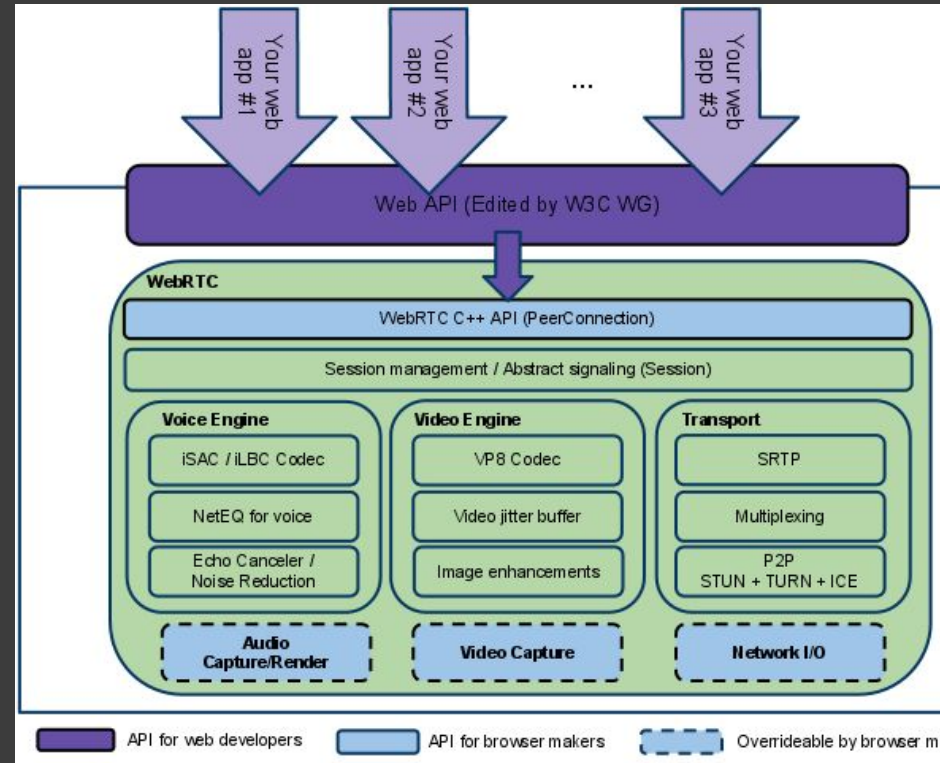 Your web
app #1
Your web
app #2
...
Your web
app #3
Web API (Edited by W3C WG)
WebRTC
WebRTC C++ API (PeerConnection)
Session management / Abstract signaling (Session)
Voice Engine
iSAC / iLBC Codec
NetEQ for voice
Echo Canceler /
Noise Reduction
Video Engine
VP8 Codec
Video jitter buffer
Image enhancements
Transport
SRTP
Multiplexing
P2P
STUN + TURN + ICE
Audio
Capture/Render
Video Capture
Network I/O
API for web developers
API for browser makers
Overrideable by browser m